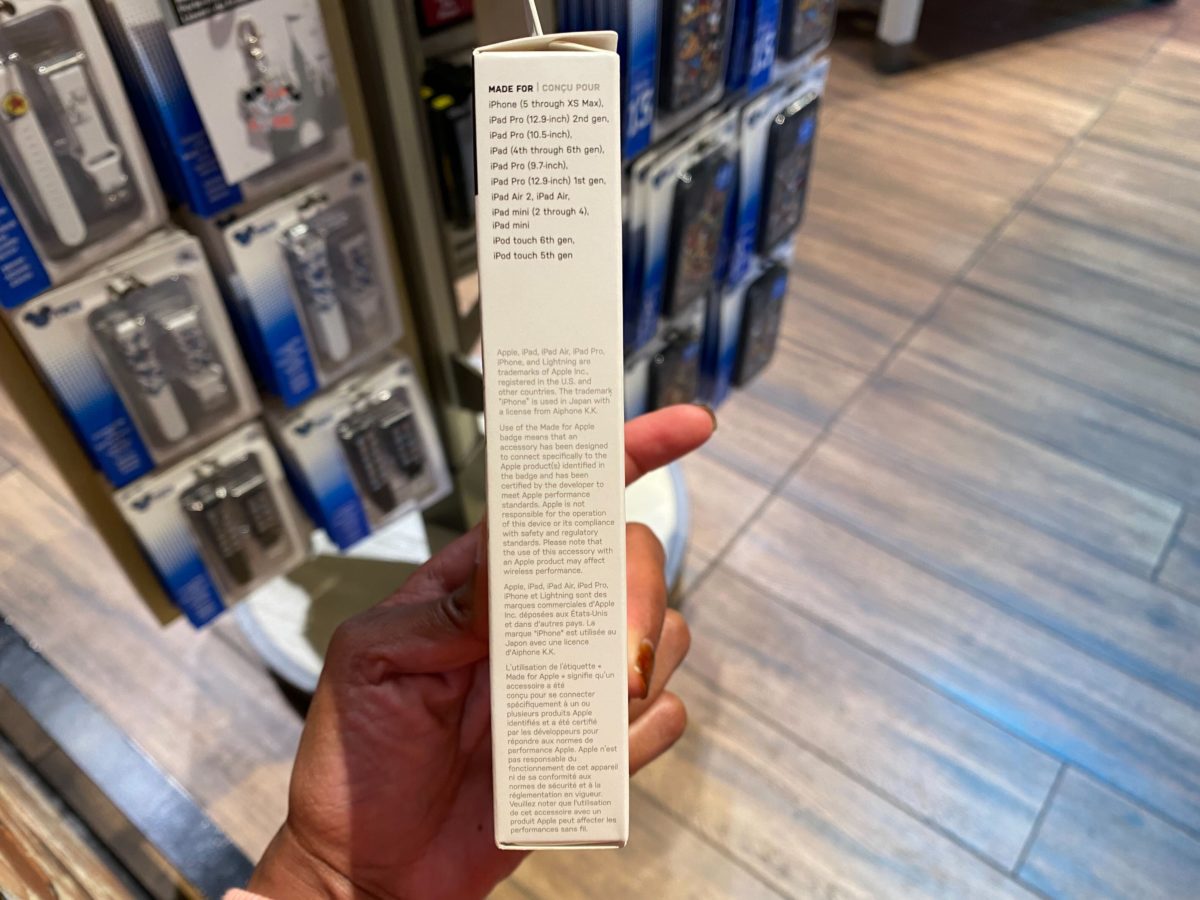 MADE FOR | CONÇU POUR
iPhone (5 through XS Max),
iPad Pro (12.9-inch) 2nd gen,
iPad Pro (10.5-inch),
iPad (4th through 6th gen),
iPad Pro (9.7-inch),
iPad Pro (12.9-inch) 1st gen,
iPad Air 2, iPad Air,
iPad mini (2 through 4),
iPad mini
iPod touch 6th gen,
iPod touch 5th gen
Apple, iPad, iPad Air, iPad Pro,
iPhone, and Lightning are
trademarks of Apple Inc.,
registered in the U.S. and
other countries. The trademark
"iPhone" is used in Japan with
a license from Aiphone K.K.
Use of the Made for Apple
badge means that an
accessory has been designed
to connect specifically to the
Apple product(s) identified in
the badge and has been
certified by the developer to
meet Apple performance
standards. Apple is not
responsible for the operation
of this device or its compliance
with safety and regulatory
standards. Please note that
the use of this accessory with
an Apple product may affect
wireless performance.
Apple, iPad, iPad Air, iPad Pro,
iPhone et Lightning sont des
marques commerciales d'Apple
Inc. déposées aux États-Unis
et dans d'autres pays. La
marque "iPhone" est utilisée au
Japon avec une licence
d'Aiphone K.K.
L'utilisation de l'étiquette «
Made for Apple » signifie qu'un
accessoire a été
conçu pour se connecter
spécifiquement à un ou
plusieurs produits Apple
identifiés et a été certifié
par les développeurs pour
répondre aux normes de
performance Apple. Apple n'est
pas responsable du
fonctionnement de cet appareil
ni de sa conformité aux
normes de sécurité et à la
réglementation en vigueur.
Veuillez noter que l'utilisation
de cet accessoire avec un
produit Apple peut affecter les
performances sans fil.
XS